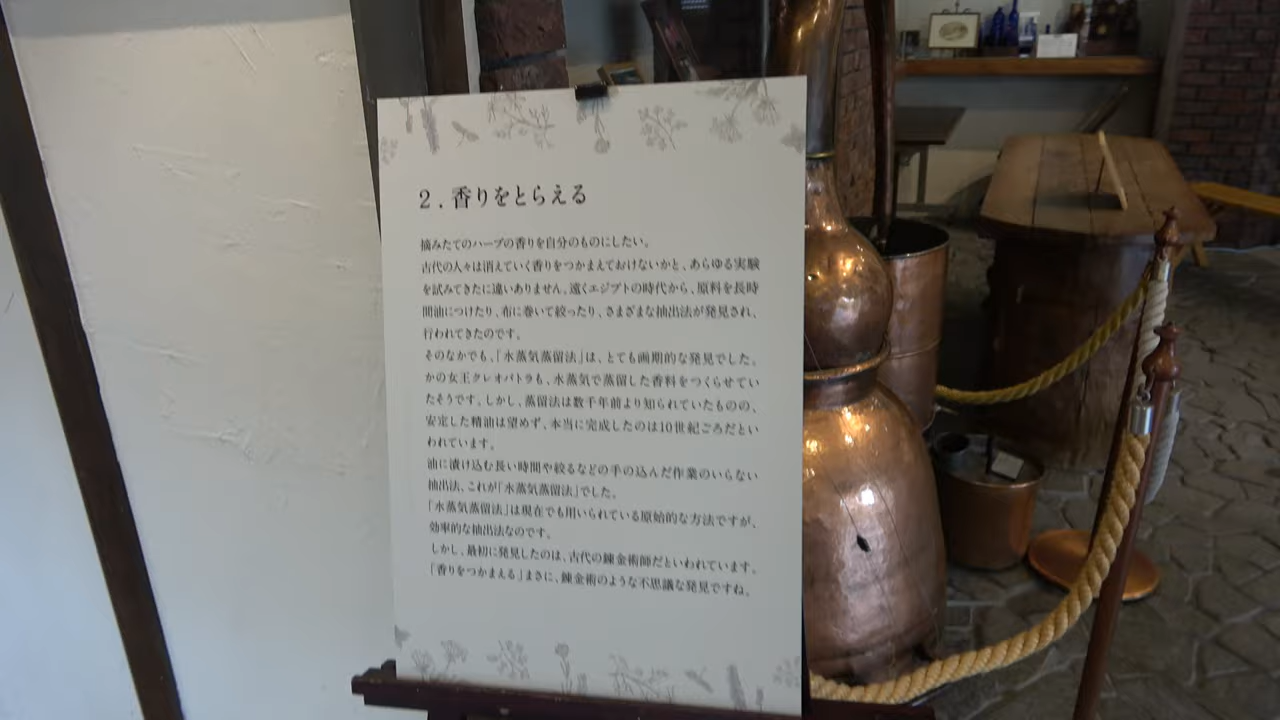 2．香りをとらえる
摘みたてのハーブの香りを自分のものにしたい。
古代の人々は消えていく香りをつかまえておけないかと、あらゆる実験
を試みてきたに違いありません。遠くエジプトの時代から、原料を長時
間油につけたり、布に巻いて絞ったり、さまざまな抽出法が発見され、
行われてきたのです。
そのなかでも、「水蒸気蒸留法」は、とても画期的な発見でした。
かの女王クレオパトラも、水蒸気で蒸留した香料をつくらせてい
たそうです。しかし、蒸留法は数千年前より知られていたものの、
安定した精油は望めず、本当に完成したのは10世紀ごろだとい
われています。
油に漬け込む長い時間や絞るなどの手の込んだ作業のいらない
抽出法、これが「水蒸気蒸留法」でした。
「水蒸気蒸留法」は現在でも用いられている原始的な方法ですが、
効率的な抽出法なのです。
しかし、最初に発見したのは、古代の錬金術師だといわれています。
「香りをつかまえる」まさに、錬金術のような不思議な発見ですね。